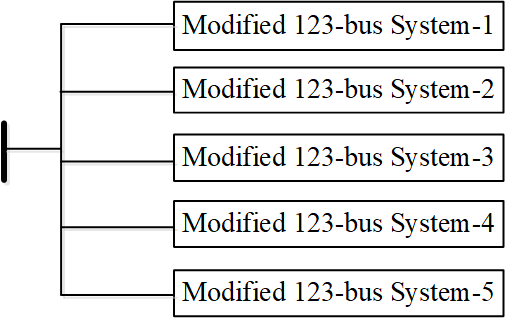 Modified 123-bus System-1
Modified 123-bus System-2
Modified 123-bus System-3
Modified 123-bus System-4
Modified 123-bus System-5